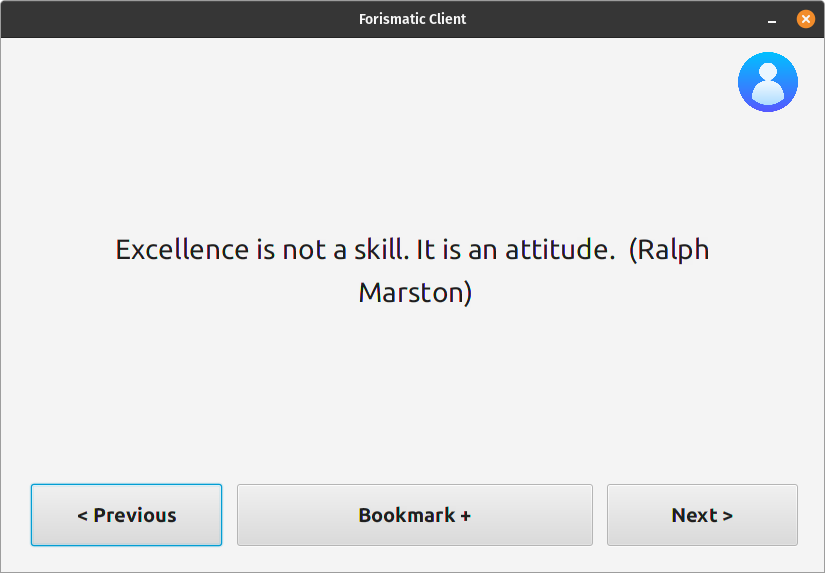 Forismatic Client
Excellence is not a skill. It is an attitude.  (Ralph
Marston)
< Previous
Bookmark +
Next >